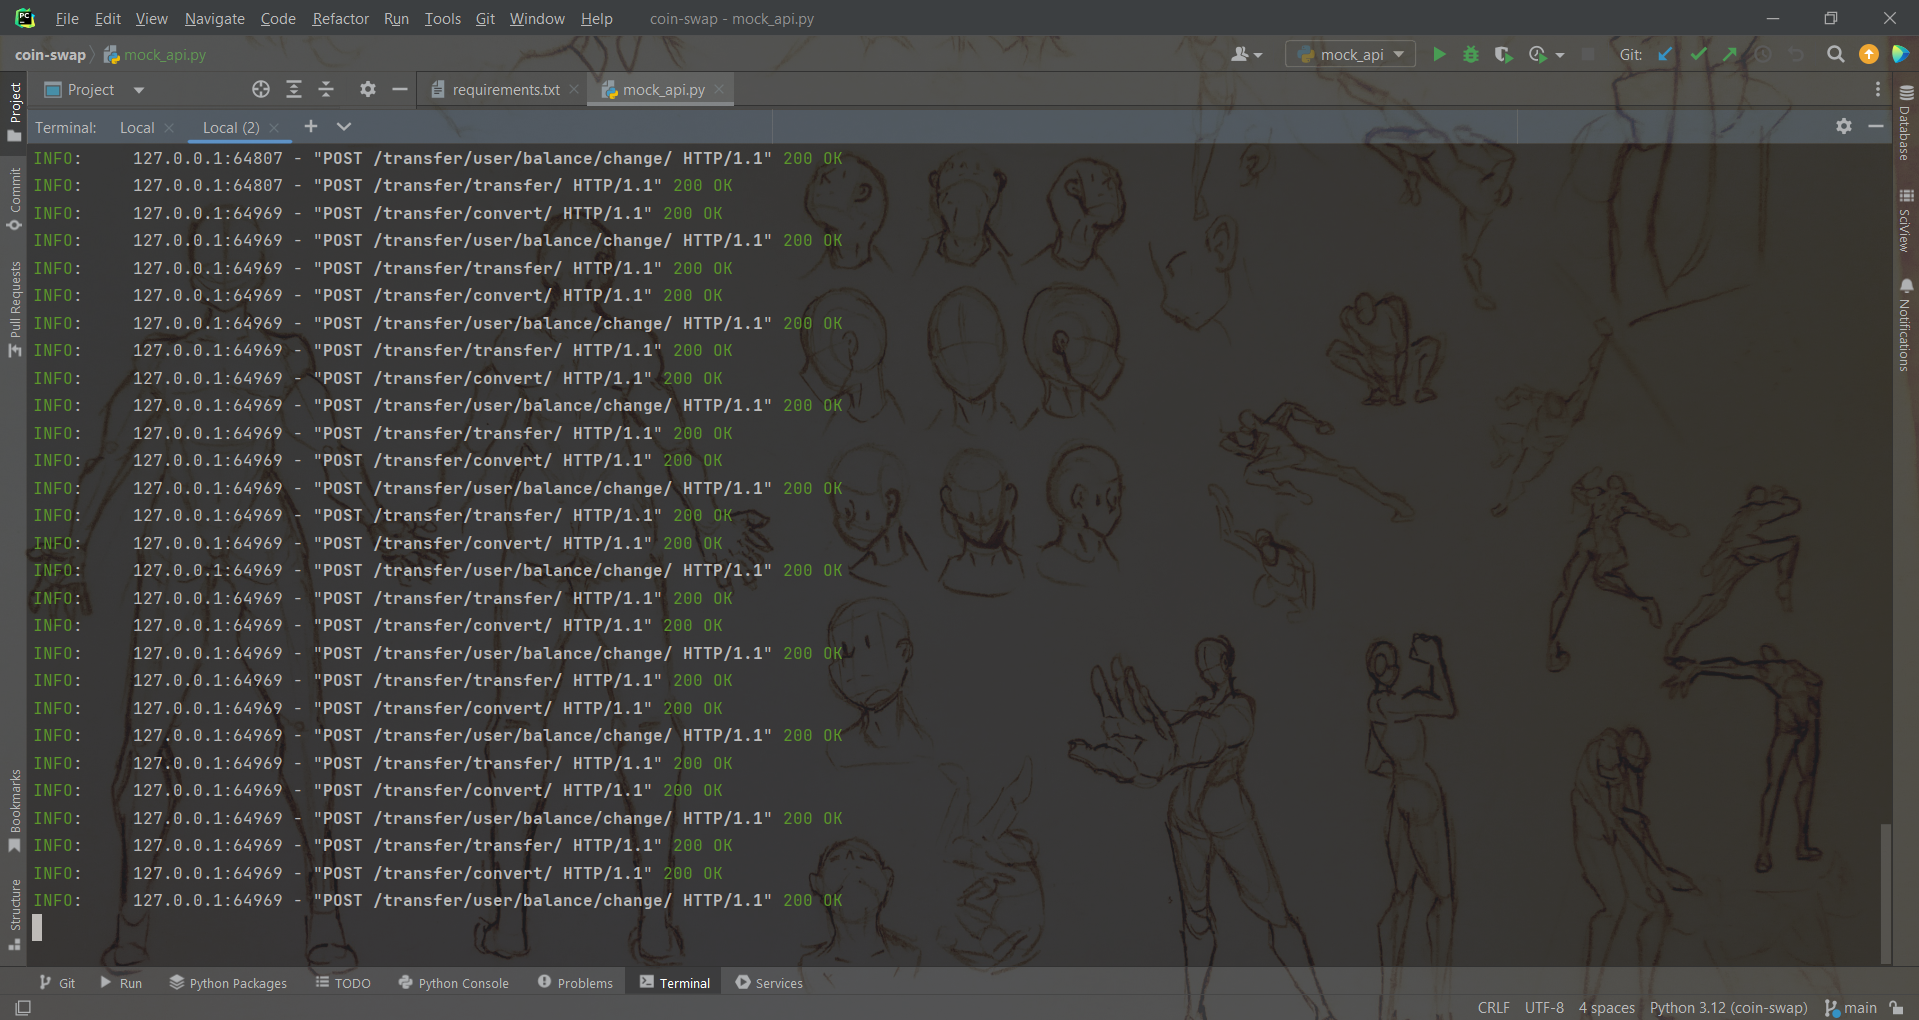 File Edit View Navigate Code Refactor Run Tools Git Window Help coin-swap - mock_api.py
coin-swap mock_api.py mock_api Git:
Project requirements.txt mock_api.py
Terminal: Local Local (2)
INFO: 127.0.0.1:64807 - "POST /transfer/user/balance/change/ HTTP/1.1" 200 OK
INFO: 127.0.0.1:64807 - "POST /transfer/transfer/ HTTP/1.1" 200 OK
INFO: 127.0.0.1:64969 - "POST /transfer/convert/ HTTP/1.1" 200 OK
INFO: 127.0.0.1:64969 - "POST /transfer/user/balance/change/ HTTP/1.1" 200 OK
INFO: 127.0.0.1:64969 - "POST /transfer/transfer/ HTTP/1.1" 200 OK
INFO: 127.0.0.1:64969 - "POST /transfer/convert/ HTTP/1.1" 200 OK
INFO: 127.0.0.1:64969 - "POST /transfer/user/balance/change/ HTTP/1.1" 200 OK
INFO: 127.0.0.1:64969 - "POST /transfer/transfer/ HTTP/1.1" 200 OK
INFO: 127.0.0.1:64969 - "POST /transfer/convert/ HTTP/1.1" 200 OK
INFO: 127.0.0.1:64969 - "POST /transfer/user/balance/change/ HTTP/1.1" 200 OK
INFO: 127.0.0.1:64969 - "POST /transfer/transfer/ HTTP/1.1" 200 OK
INFO: 127.0.0.1:64969 - "POST /transfer/convert/ HTTP/1.1" 200 OK
INFO: 127.0.0.1:64969 - "POST /transfer/user/balance/change/ HTTP/1.1" 200 OK
INFO: 127.0.0.1:64969 - "POST /transfer/transfer/ HTTP/1.1" 200 OK
INFO: 127.0.0.1:64969 - "POST /transfer/convert/ HTTP/1.1" 200 OK
INFO: 127.0.0.1:64969 - "POST /transfer/user/balance/change/ HTTP/1.1" 200 OK
INFO: 127.0.0.1:64969 - "POST /transfer/transfer/ HTTP/1.1" 200 OK
INFO: 127.0.0.1:64969 - "POST /transfer/convert/ HTTP/1.1" 200 OK
INFO: 127.0.0.1:64969 - "POST /transfer/user/balance/change/ HTTP/1.1" 200 OK
INFO: 127.0.0.1:64969 - "POST /transfer/transfer/ HTTP/1.1" 200 OK
INFO: 127.0.0.1:64969 - "POST /transfer/convert/ HTTP/1.1" 200 OK
INFO: 127.0.0.1:64969 - "POST /transfer/user/balance/change/ HTTP/1.1" 200 OK
INFO: 127.0.0.1:64969 - "POST /transfer/transfer/ HTTP/1.1" 200 OK
INFO: 127.0.0.1:64969 - "POST /transfer/convert/ HTTP/1.1" 200 OK
INFO: 127.0.0.1:64969 - "POST /transfer/user/balance/change/ HTTP/1.1" 200 OK
INFO: 127.0.0.1:64969 - "POST /transfer/transfer/ HTTP/1.1" 200 OK
INFO: 127.0.0.1:64969 - "POST /transfer/convert/ HTTP/1.1" 200 OK
INFO: 127.0.0.1:64969 - "POST /transfer/user/balance/change/ HTTP/1.1" 200 OK
Project
Commit
Pull Requests
Bookmarks
Structure
Database
SciView
Notifications
Git Run Python Packages TODO Python Console Problems Terminal Services
CRLF UTF-8 4 spaces Python 3.12 (coin-swap) main